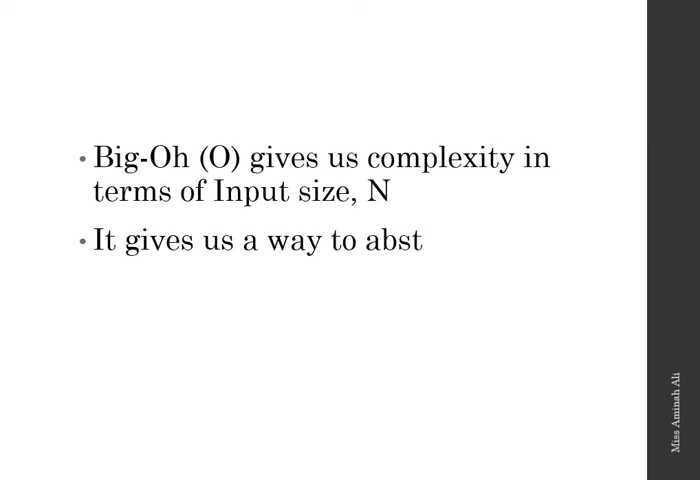 • Big-Oh (O) gives us complexity in
terms of Input size, N
• It gives us a way to abst
Miss Aminah Ali